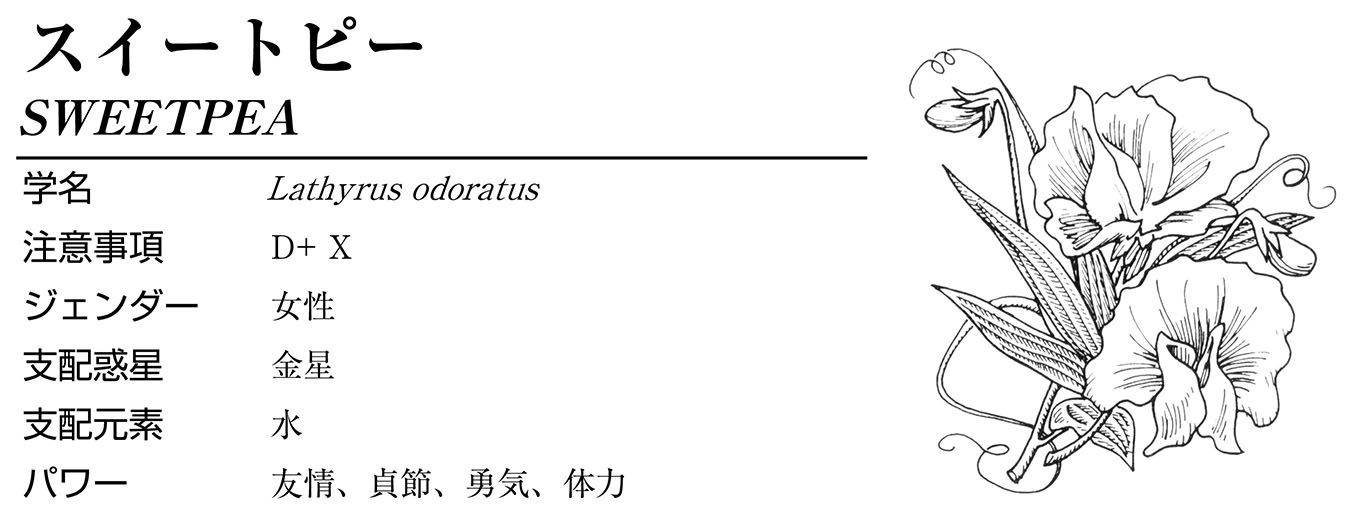 スイートピー
SWEETPEA
学名 Lathyrus odoratus
注意事項 D+ X
ジェンダー 女性
支配惑星 金星
支配元素 水
パワー 友情、貞節、勇気、体力